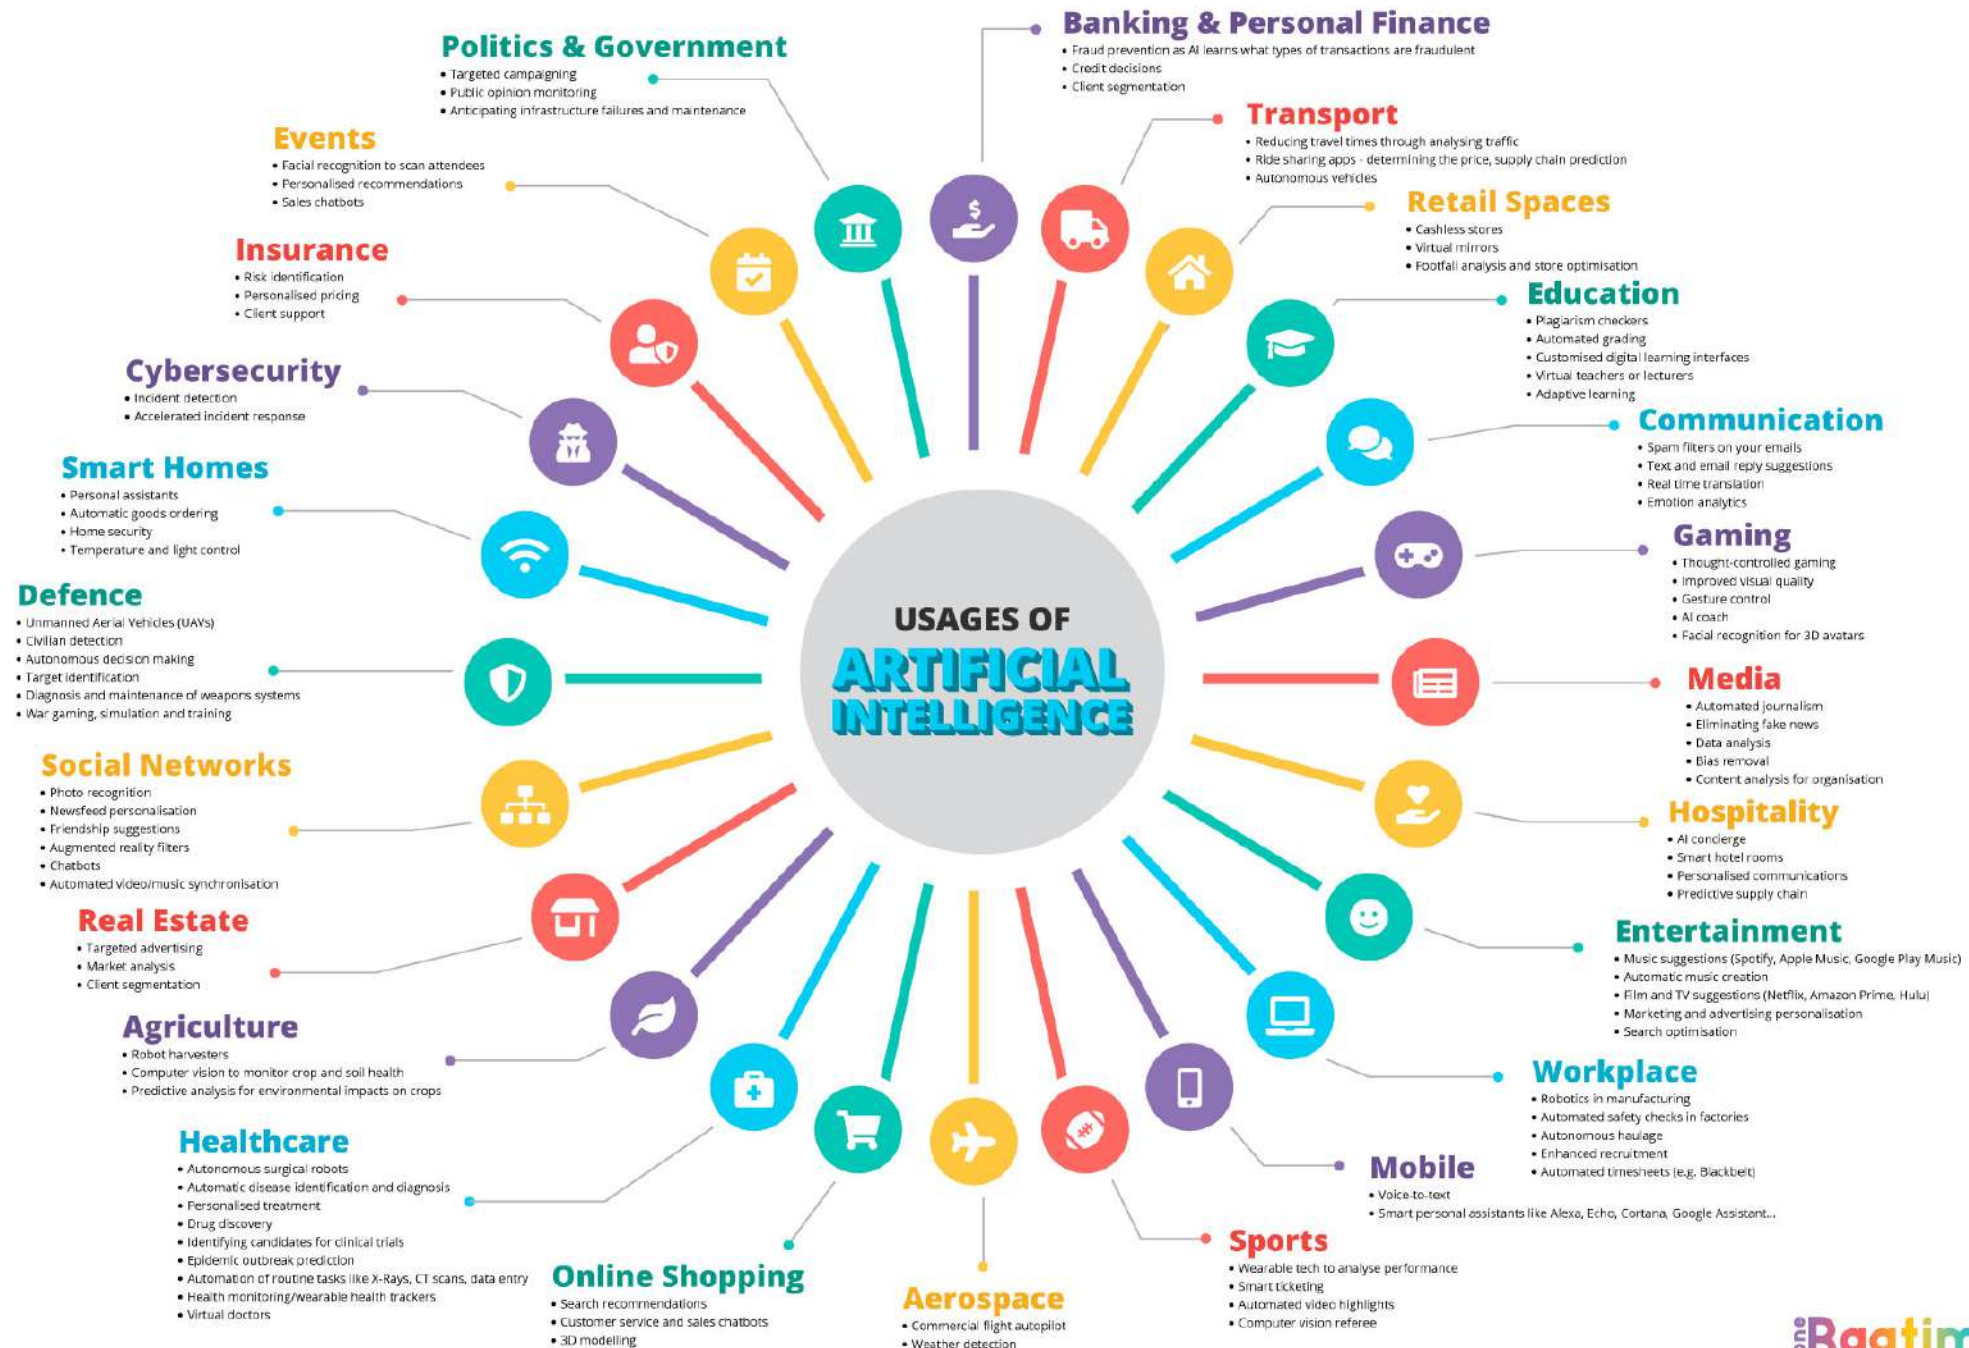 USAGES OF
ARTIFICIAL
INTELLIGENCE
Banking & Personal Finance
• Fraud prevention as AI learns what types of transactions are fraudulent
• Credit decisions
• Client segmentation
Transport
• Reducing travel times through analysing traffic
• Ride sharing apps - determining the price, supply chain prediction
• Autonomous vehicles
Retail Spaces
• Cashless stores
• Virtual mirrors
• Footfall analysis and store optimisation
Education
• Plagiarism checkers
• Automated grading
• Customised digital learning interfaces
• Virtual teachers or lecturers
• Adaptive learning
Communication
• Spam filters on your emails
• Text and email reply suggestions
• Real time translation
• Emotion analytics
Gaming
• Thought-controlled gaming
• Improved visual quality
• Gesture control
• AI coach
• Facial recognition for 3D avatars
Media
• Automated journalism
• Eliminating fake news
• Data analysis
• Bias removal
• Content analysis for organisation
Hospitality
• AI concierge
• Smart hotel rooms
• Personalised communications
• Predictive supply chain
Entertainment
• Music suggestions (Spotify, Apple Music, Google Play Music)
• Automatic music creation
• Film and TV suggestions (Netflix, Amazon Prime, Hulu)
• Marketing and advertising personalisation
• Search optimisation
Workplace
• Robotics in manufacturing
• Automated safety checks in factories
• Autonomous haulage
• Enhanced recruitment
• Automated timesheets (e.g. Blackbelt)
Mobile
• Voice-to-text
• Smart personal assistants like Alexa, Echo, Cortana, Google Assistant...
Sports
• Wearable tech to analyse performance
• Smart ticketing
• Automated video highlights
• Computer vision referee
Aerospace
• Commercial flight autopilot
• Weather detection
Online Shopping
• Search recommendations
• Customer service and sales chatbots
• 3D modelling
Healthcare
• Autonomous surgical robots
• Automatic disease identification and diagnosis
• Personalised treatment
• Drug discovery
• Identifying candidates for clinical trials
• Epidemic outbreak prediction
• Automation of routine tasks like X-Rays, CT scans, data entry
• Health monitoring/wearable health trackers
• Virtual doctors
Agriculture
• Robot harvesters
• Computer vision to monitor crop and soil health
• Predictive analysis for environmental impacts on crops
Real Estate
• Targeted advertising
• Market analysis
• Client segmentation
Social Networks
• Photo recognition
• Newsfeed personalisation
• Friendship suggestions
• Augmented reality filters
• Chatbots
• Automated video/music synchronisation
Defence
• Unmanned Aerial Vehicles (UAVs)
• Civilian detection
• Autonomous decision making
• Target identification
• Diagnosis and maintenance of weapons systems
• War gaming, simulation and training
Smart Homes
• Personal assistants
• Automatic goods ordering
• Home security
• Temperature and light control
Cybersecurity
• Incident detection
• Accelerated incident response
Insurance
• Risk identification
• Personalised pricing
• Client support
Events
• Facial recognition to scan attendees
• Personalised recommendations
• Sales chatbots
Politics & Government
• Targeted campaigning
• Public opinion monitoring
• Anticipating infrastructure failures and maintenance